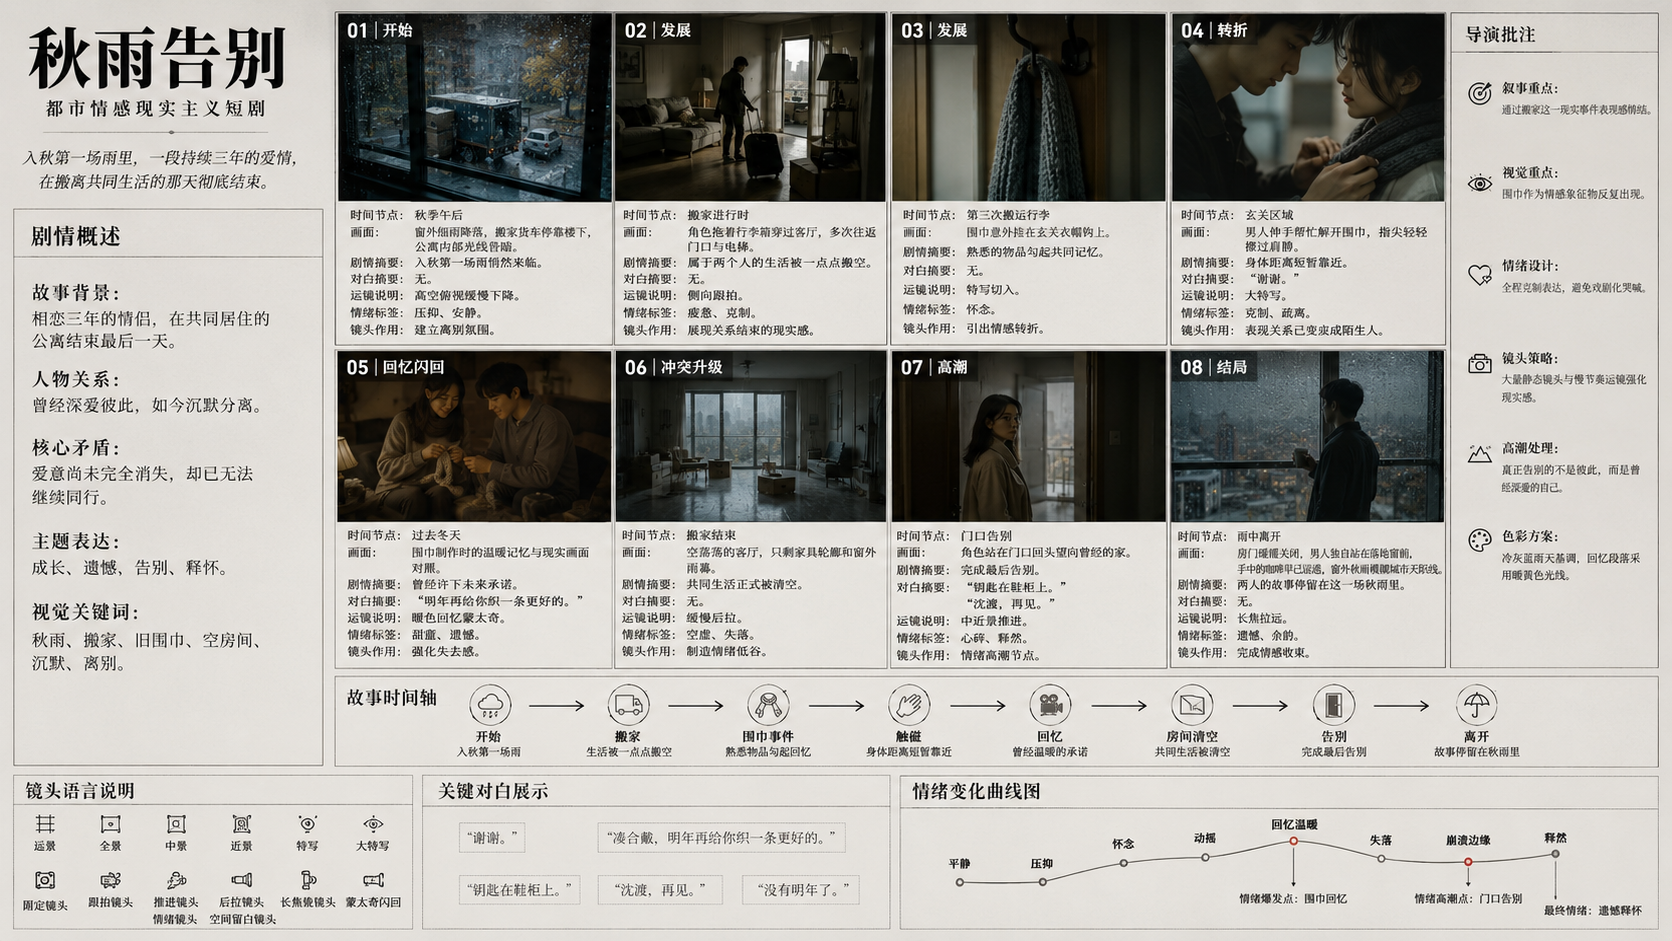 秋雨告别
都市情感现实主义短剧
入秋第一场雨里，一段持续三年的爱情，
在搬离共同生活的那天彻底结束。
剧情概述
故事背景：
相恋三年的情侣，在共同居住的
公寓结束最后一天。
人物关系：
曾经深爱彼此，如今沉默分离。
核心矛盾：
爱意尚未完全消失，却已无法
继续同行。
主题表达：
成长、遗憾，告别、释怀。
视觉关键词：
秋雨、搬家、旧围巾、空房间、
沉默、离别。
01 | 开始
时间节点： 秋季午后
画面： 窗外细雨降落，搬家货车停靠楼下，
公寓内部光线
剧情摘要： 入秋第一场雨悄然来临。
对白摘要： 无。
运镜说明： 高空俯视缓慢下降。
情绪标签： 压抑、安静。
镜头作用： 建立离别氛围。
02 | 发展
时间节点： 搬家进行时
画面： 角色拖着行李箱穿过客厅，多次往返
门口与电梯。
剧情摘要： 属于两个人的生活被一点点搬空。
对白摘要： 无。
运镜说明： 侧向跟拍。
情绪标签： 疲惫、克制。
镜头作用： 展现关系结束的现实感。
03 | 发展
时间节点： 第三次搬运行李
画面： 围巾意外挂在玄关衣帽钩上。
剧情摘要： 熟悉的物品勾起共同记忆。
对白摘要： 无。
运镜说明： 特写切入。
情绪标签： 怀念。
镜头作用： 引出情感转折。
04 | 转折
时间节点： 玄关区域
画面： 男人伸手帮忙解开围巾，指尖轻轻
擦过肩膀。
剧情摘要： 身体距离短暂靠近。
对白摘要： “谢谢。”
运镜说明： 大特写。
情绪标签： 克制、疏离。
镜头作用： 表现关系已变成陌生人。
05 | 回忆闪回
时间节点： 过去冬天
画面： 围巾制作时的温暖记忆与现实画面
对照。
剧情摘要： 曾经许下未来承诺。
对白摘要： “明年再给你织一条更好的。”
运镜说明： 暖色回忆蒙太奇。
情绪标签： 甜蜜、遗憾。
镜头作用： 强化失去感。
06 | 冲突升级
时间节点： 搬家结束
画面： 空荡荡的客厅，只剩家具轮廓和窗外
雨幕。
剧情摘要： 共同生活正式被清空。
对白摘要： 无。
运镜说明： 缓慢后拉。
情绪标签： 空虚、失落。
镜头作用： 制造情绪低谷。
07 | 高潮
时间节点： 门口告别
画面： 角色站在门口回头望向曾经的家。
剧情摘要： 完成最后告别。
对白摘要： “钥匙在鞋柜上。”
“沈渡，再见。”
运镜说明： 中近景推进。
情绪标签： 心碎、释然。
镜头作用： 情绪高潮节点。
08 | 结局
时间节点： 雨中离开
画面： 房门缓缓关闭，男人独自站在落地窗前，
手中的咖啡早已，窗外秋雨模糊城市天际线。
剧情摘要： 两人的故事停留在这一场秋雨里。
对白摘要： 无。
运镜说明： 长焦拉远。
情绪标签： 遗憾、余韵。
镜头作用： 完成情感收束。
导演批注
叙事重点：
通过搬家这一现实事件表现感情结。
视觉重点：
围巾作为情感象征物反复出现。
情绪设计：
全程克制表达，避免戏剧化哭喊。
镜头策略：
大量静态镜头与慢节奏运镜强化
现实感。
高潮处理：
真正告别的不是彼此，而是曾
经深爱的自己。
色彩方案：
冷灰蓝雨天基调，回忆段落采
用暖黄色光线。
故事时间轴
开始
入秋第一场雨
搬家
生活被一点点搬空
围巾事件
熟悉物品勾起回忆
触磁
身体距离短暂靠近
回忆
曾经温暖的承诺
房间清空
共同生活被清空
告别
完成最后告别
离开
故事停留在秋雨里
镜头语言说明
远景 全景 中景 近景 特写 大特写
固定镜头 跟拍镜头 推进镜头 后拉镜头 长焦镜头 蒙太奇闪回
情绪镜头 空间留白镜头
关键对白展示
“谢谢。” “凑合戴，明年再给你织一条更好的。”
“钥匙在鞋柜上。” “沈渡，再见。” “没有明年了。”
情绪变化曲线图
平静
压抑
怀念
动摇
回忆温暖
失落
崩溃边缘
释然
情绪爆发点：围巾回忆
情绪高潮点：门口告别
最终情绪：遗憾释怀